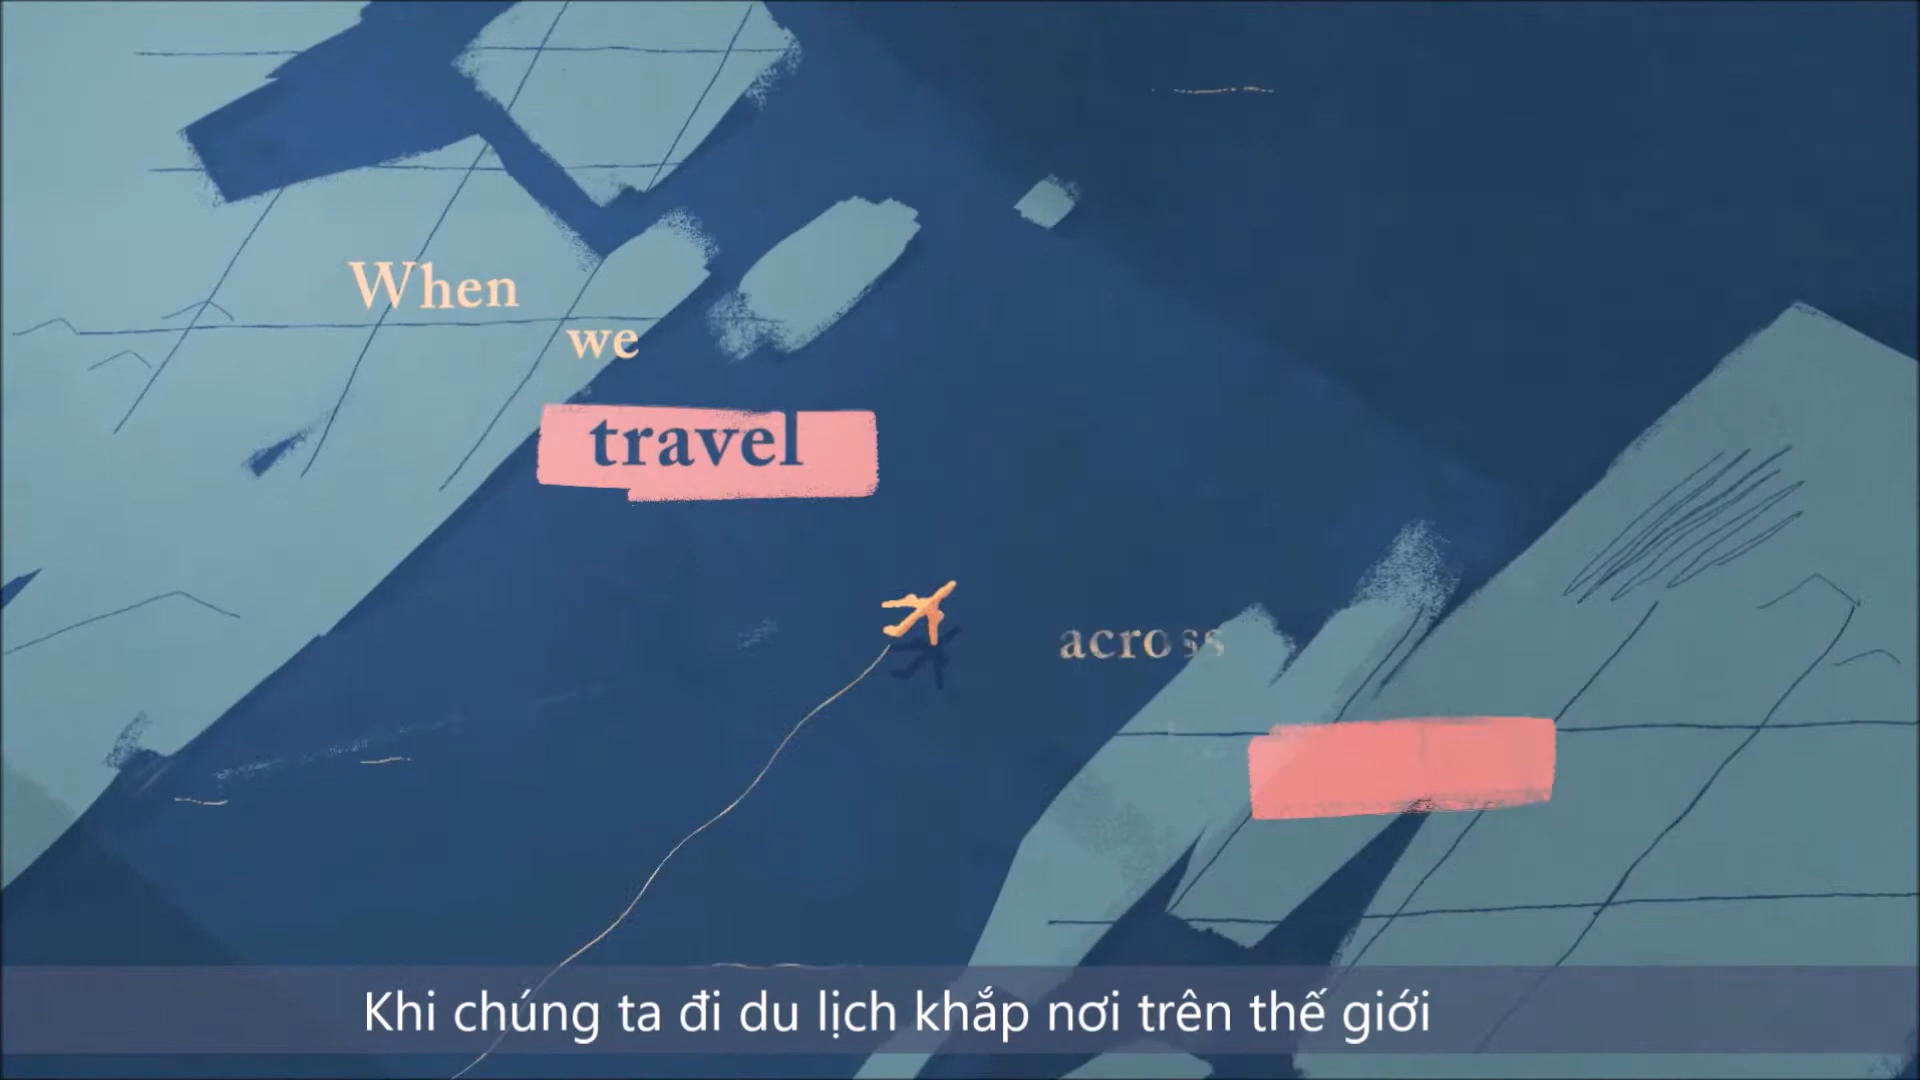 When
we
travel
across
Khi chúng ta đi du lịch khắp nơi trên thế giới